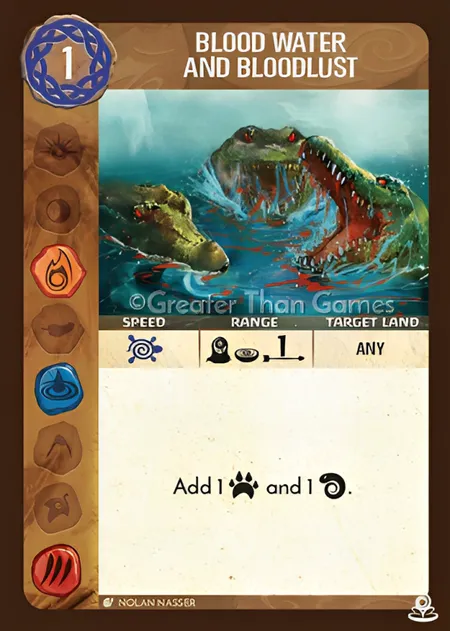 1
BLOOD WATER
AND BLOODLUST
©Greater Than Games
SPEED RANGE TARGET LAND
1 ANY
Add 1 and 1 .
NOLAN NASSER